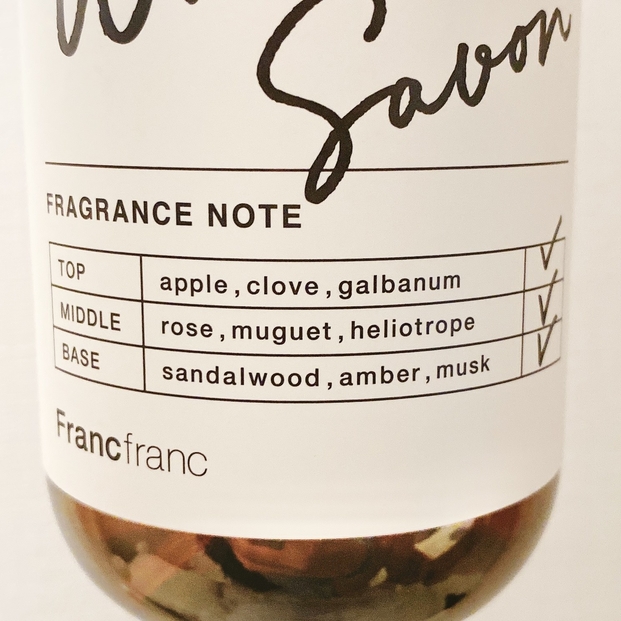 Savon
FRAGRANCE NOTE
TOP apple, clove, galbanum ✓
MIDDLE rose, muguet, heliotrope ✓
BASE sandalwood, amber, musk ✓
Francfranc